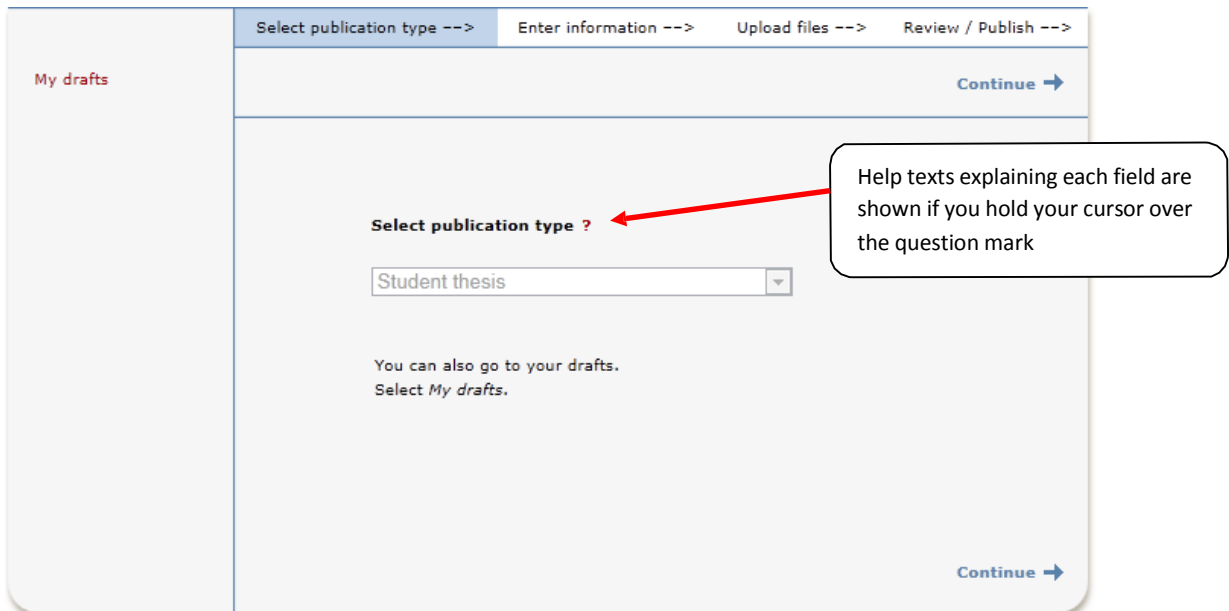 Select publication type -->
Enter information -->
Upload files -->
Review / Publish -->
My drafts
Continue
Help texts explaining each field are
shown if you hold your cursor over
the question mark
Select publication type ?
Student thesis
You can also go to your drafts.
Select My drafts.
Continue